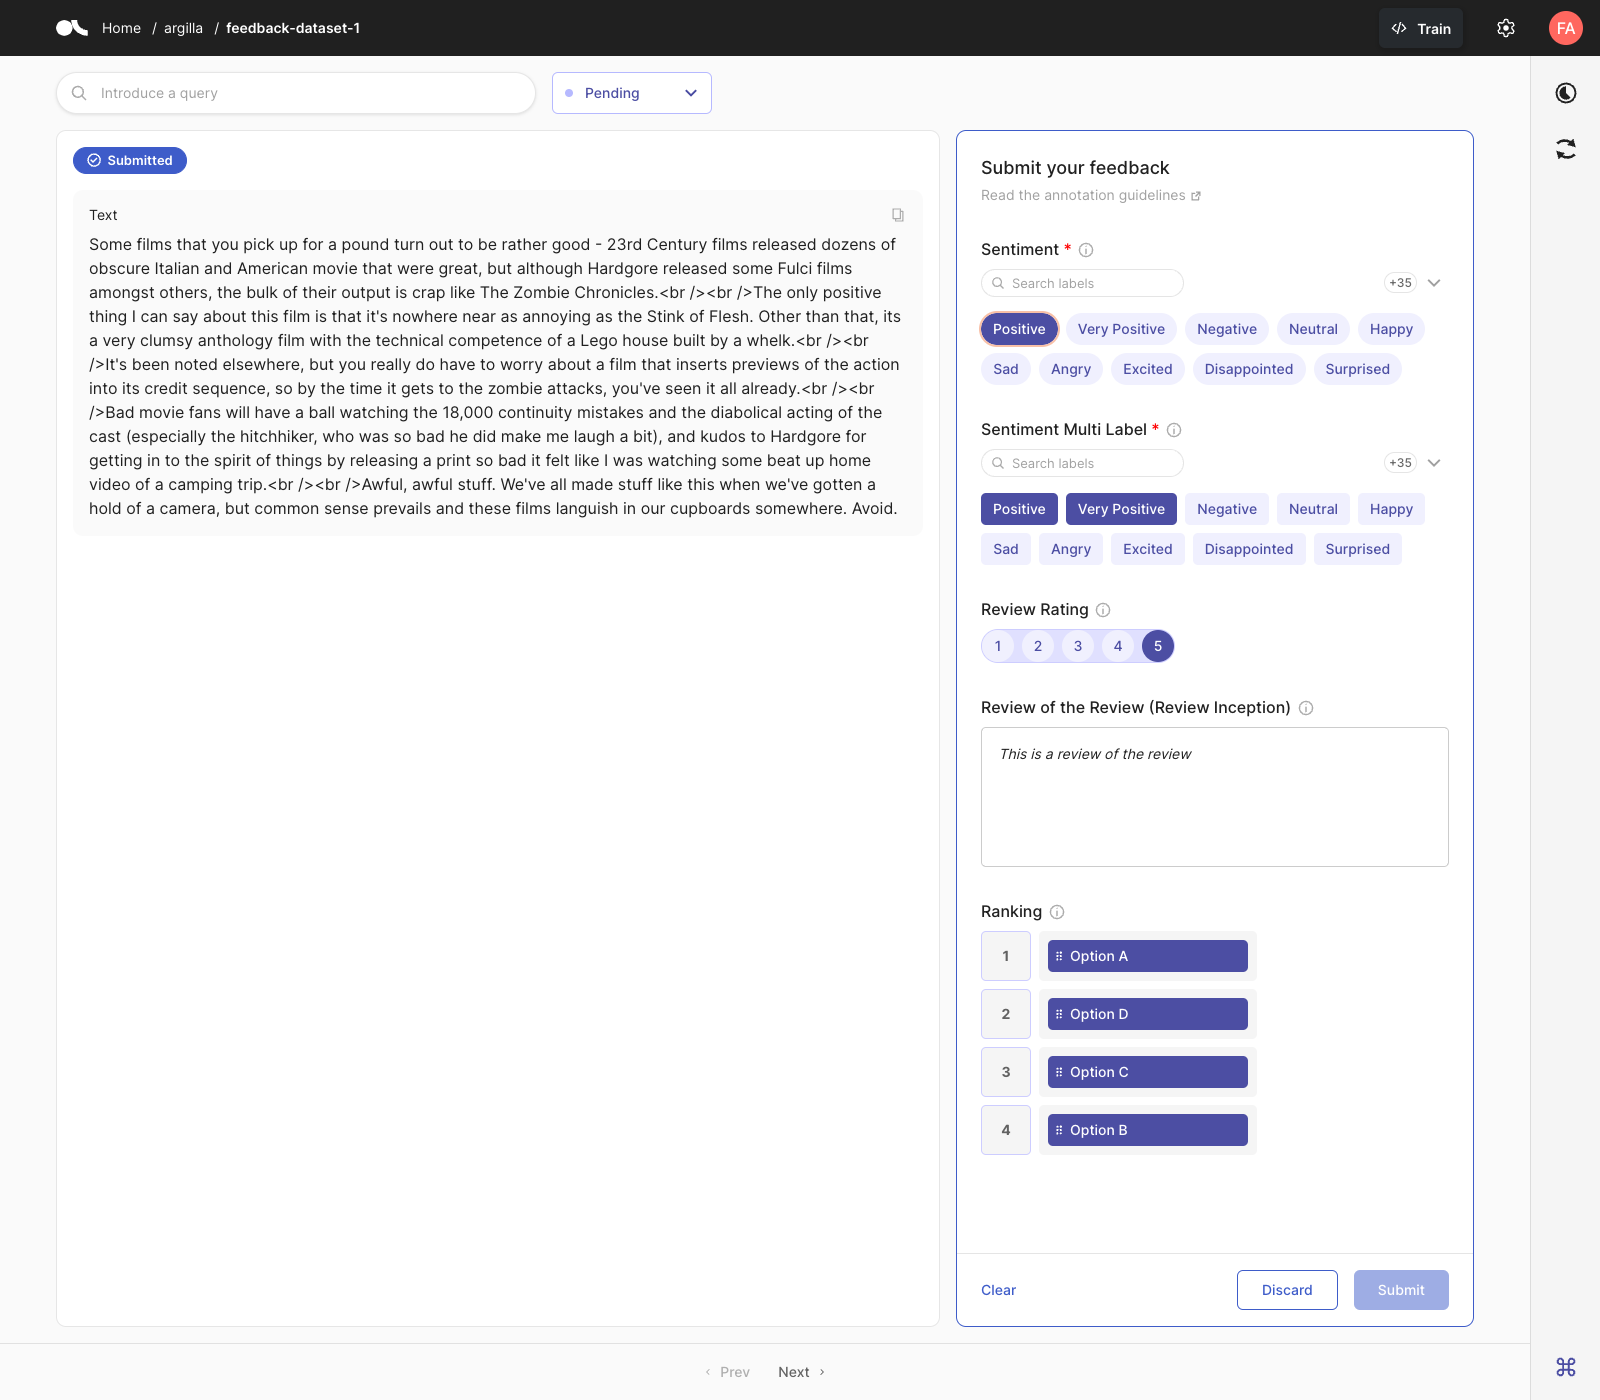 Home / argilla / feedback-dataset-1
Train
FA
Introduce a query
Pending
Submitted
Text
Some films that you pick up for a pound turn out to be rather good - 23rd Century films released dozens of
obscure Italian and American movie that were great, but although Hardgore released some Fulci films
amongst others, the bulk of their output is crap like The Zombie Chronicles.<br /><br />The only positive
thing I can say about this film is that it's nowhere near as annoying as the Stink of Flesh. Other than that, its
a very clumsy anthology film with the technical competence of a Lego house built by a whelk.<br /><br
/>It's been noted elsewhere, but you really do have to worry about a film that inserts previews of the action
into its credit sequence, so by the time it gets to the zombie attacks, you've seen it all already.<br /><br
/>Bad movie fans will have a ball watching the 18,000 continuity mistakes and the diabolical acting of the
cast (especially the hitchhiker, who was so bad he did make me laugh a bit), and kudos to Hardgore for
getting in to the spirit of things by releasing a print so bad it felt like I was watching some beat up home
video of a camping trip.<br /><br />Awful, awful stuff. We've all made stuff like this when we've gotten a
hold of a camera, but common sense prevails and these films languish in our cupboards somewhere. Avoid.
Submit your feedback
Read the annotation guidelines
Sentiment *
Search labels
+35
Positive Very Positive Negative Neutral Happy
Sad Angry Excited Disappointed Surprised
Sentiment Multi Label *
Search labels
+35
Positive Very Positive Negative Neutral Happy
Sad Angry Excited Disappointed Surprised
Review Rating
1 2 3 4 5
Review of the Review (Review Inception)
This is a review of the review
Ranking
1 Option A
2 Option D
3 Option C
4 Option B
Clear
Discard
Submit
Prev
Next